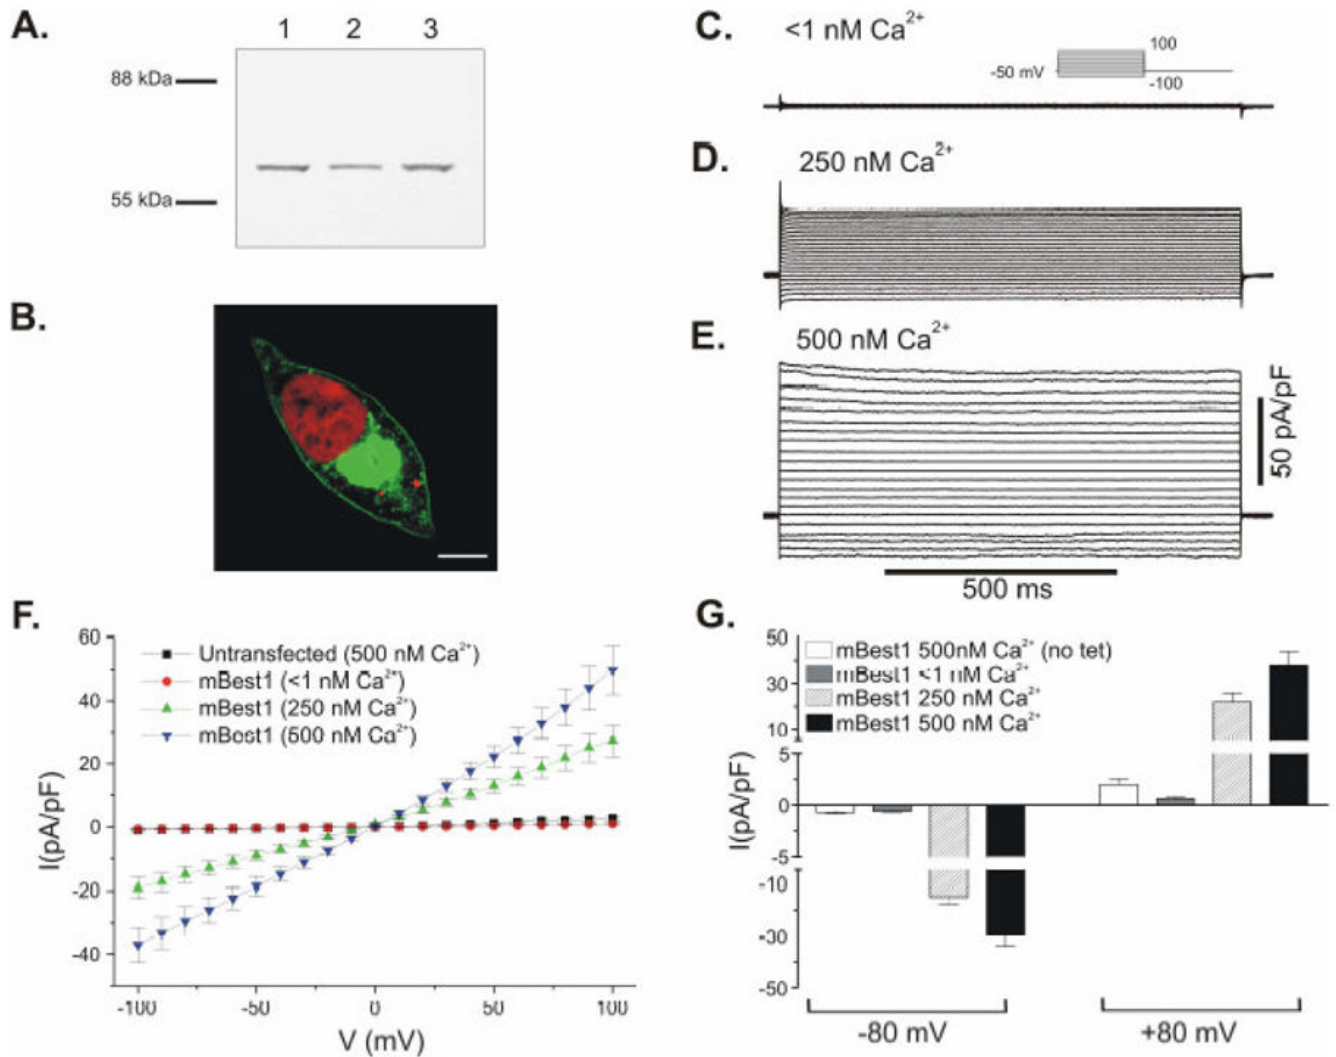 A.
1 2 3
88 kDa
55 kDa
B.
C.
<1 nM Ca²⁺
100
-50 mV
-100
D.
250 nM Ca²⁺
E.
500 nM Ca²⁺
50 pA/pF
500 ms
F.
60
40
20
0
-20
-40
I(pA/pF)
Untransfected (500 nM Ca²⁺)
mBest1 (<1 nM Ca²⁺)
mBest1 (250 nM Ca²⁺)
mBest1 (500 nM Ca²⁺)
-100 -50 0 50 100
V (mV)
G.
50
30
10
5
0
-5
-10
-30
-50
I(pA/pF)
mBest1 500nM Ca²⁺ (no tet)
mBest1 <1 nM Ca²⁺
mBest1 250 nM Ca²⁺
mBest1 500 nM Ca²⁺
-80 mV +80 mV